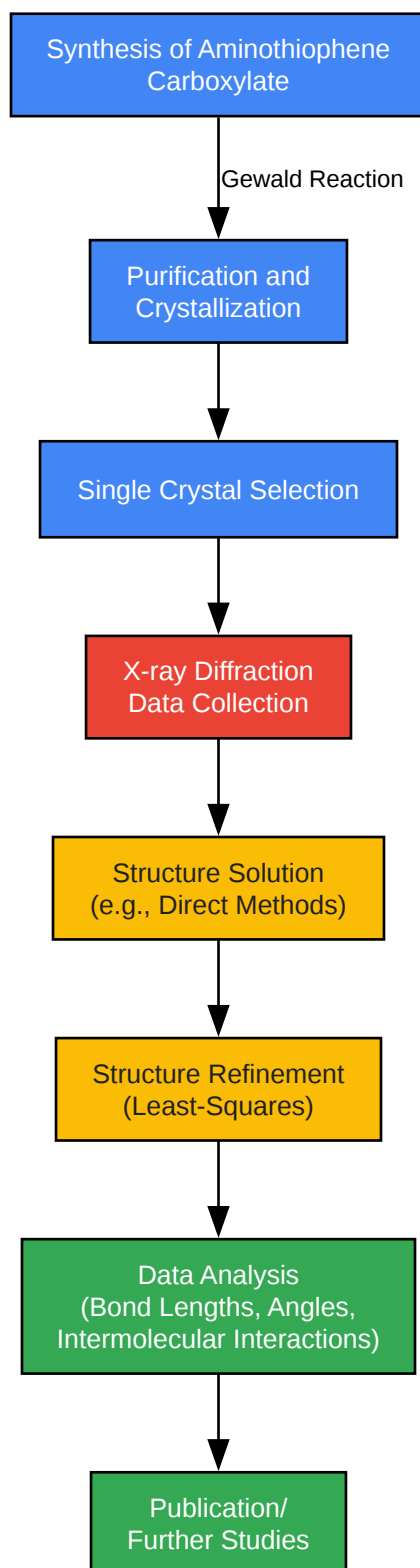 Synthesis of Aminothiophene
Carboxylate
Gewald Reaction
Purification and
Crystallization
Single Crystal Selection
X-ray Diffraction
Data Collection
Structure Solution
(e.g., Direct Methods)
Structure Refinement
(Least-Squares)
Data Analysis
(Bond Lengths, Angles,
Intermolecular Interactions)
Publication/
Further Studies